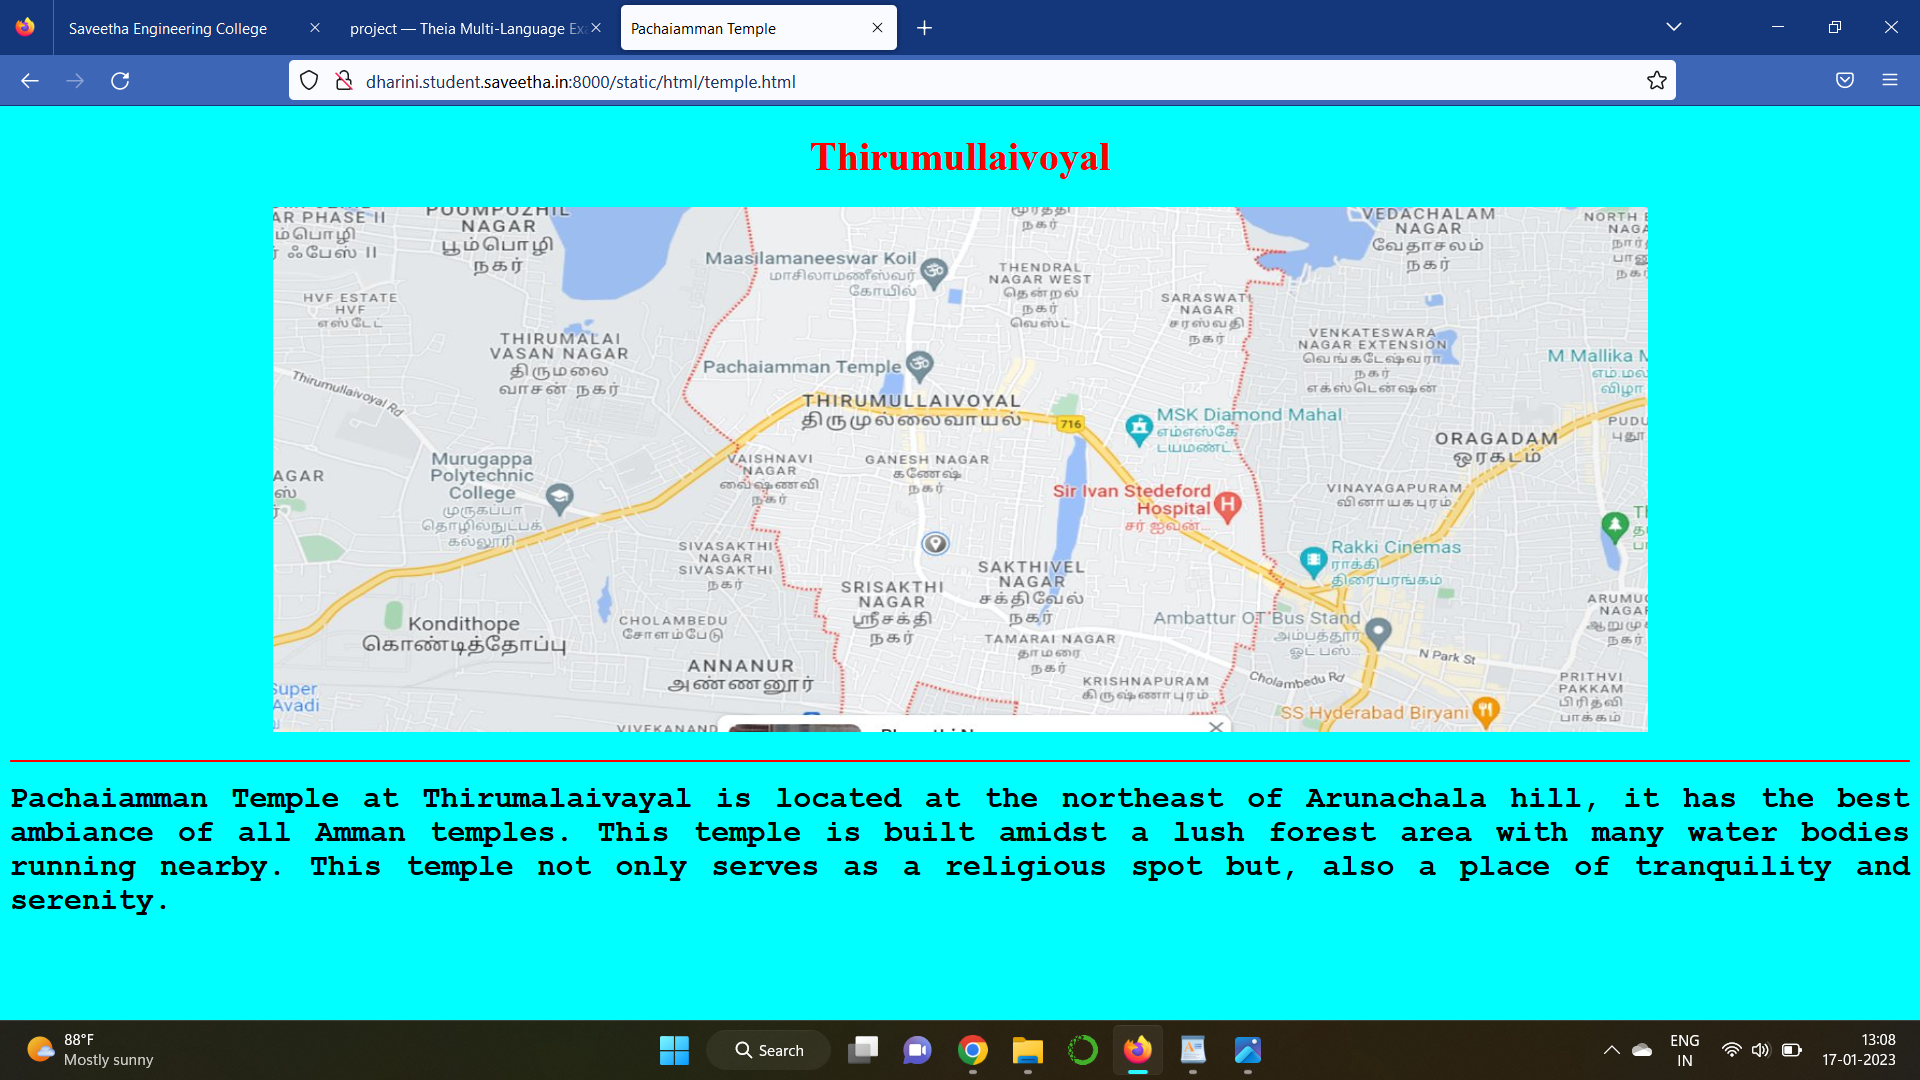 Saveetha Engineering College
project — Theia Multi-Language Ex
Pachaiamman Temple
dharini.student.saveetha.in:8000/static/html/temple.html
Thirumullaivoyal
AR PHASE II
POOMPOZHIL
NAGAR
பூம்பொழி
நகர்
ஃபேஸ் II
HVF ESTATE
HVF
எஸ்டேட்
THIRUMALAI
VASAN NAGAR
திருமலை
வாசன் நகர்
Thirumullaivoyal Rd
Maasilamaneeswar Koil
மாசிலாமணீஸ்வர்
கோயில்
நகர்
THENDRAL
NAGAR WEST
தென்றல்
நகர்
வெஸ்ட்
SARASWATI
NAGAR
சரஸ்வதி
நகர்
VEDACHALAM
NAGAR
வேதாசலம்
நகர்
VENKATESWARA
NAGAR EXTENSION
வெங்கடேஷ்வரா
நகர்
எக்ஸ்டென்ஷன்
M Mallika M
எம்.மல்
விழா
Pachaiamman Temple
THIRUMULLAIVOYAL
திருமுல்லைவாயல்
716
MSK Diamond Mahal
எம்எஸ்கே
டயமண்ட்
ORAGADAM
ஒரகடம்
Murugappa
Polytechnic
College
முருகப்பா
தொழிலநுட்பக
கல்லூரி
VAISHNAVI
NAGAR
வைஷ்ணவி
நகர்
GANESH NAGAR
கணேஷ்
நகர்
Sir Ivan Stedeford
Hospital
சர் ஐவன்...
VINAYAGAPURAM
விநாயகபுரம்
SIVASAKTHI
NAGAR
SIVASAKTHI
நகர்
SRISAKTHI
NAGAR
ஸ்ரீசக்தி
நகர்
SAKTHIVEL
NAGAR
சக்திவேல்
நகர்
Rakki Cinemas
ராக்கி
திரையரங்கம்
Kondithope
கொண்டித்தோப்பு
CHOLAMBEDU
சோளம்பேடு
TAMARAI NAGAR
தாமரை
நகர்
Ambattur OT Bus Stand
அம்பத்தூர்
ஓட் பஸ்...
N Park St
ANNANUR
அண்ணனூர்
KRISHNAPURAM
கிருஷ்ணாபுரம்
Cholambedu Rd
PRITHVI
PAKKAM
பிரிதவி
பாக்கம்
Super
Avadi
SS Hyderabad Biryani
VIVEKANAND
Pachaiamman Temple at Thirumalaivayal is located at the northeast of Arunachala hill, it has the best
ambiance of all Amman temples. This temple is built amidst a lush forest area with many water bodies
running nearby. This temple not only serves as a religious spot but, also a place of tranquility and
serenity.
88°F
Mostly sunny
Search
ENG
IN
13:08
17-01-2023